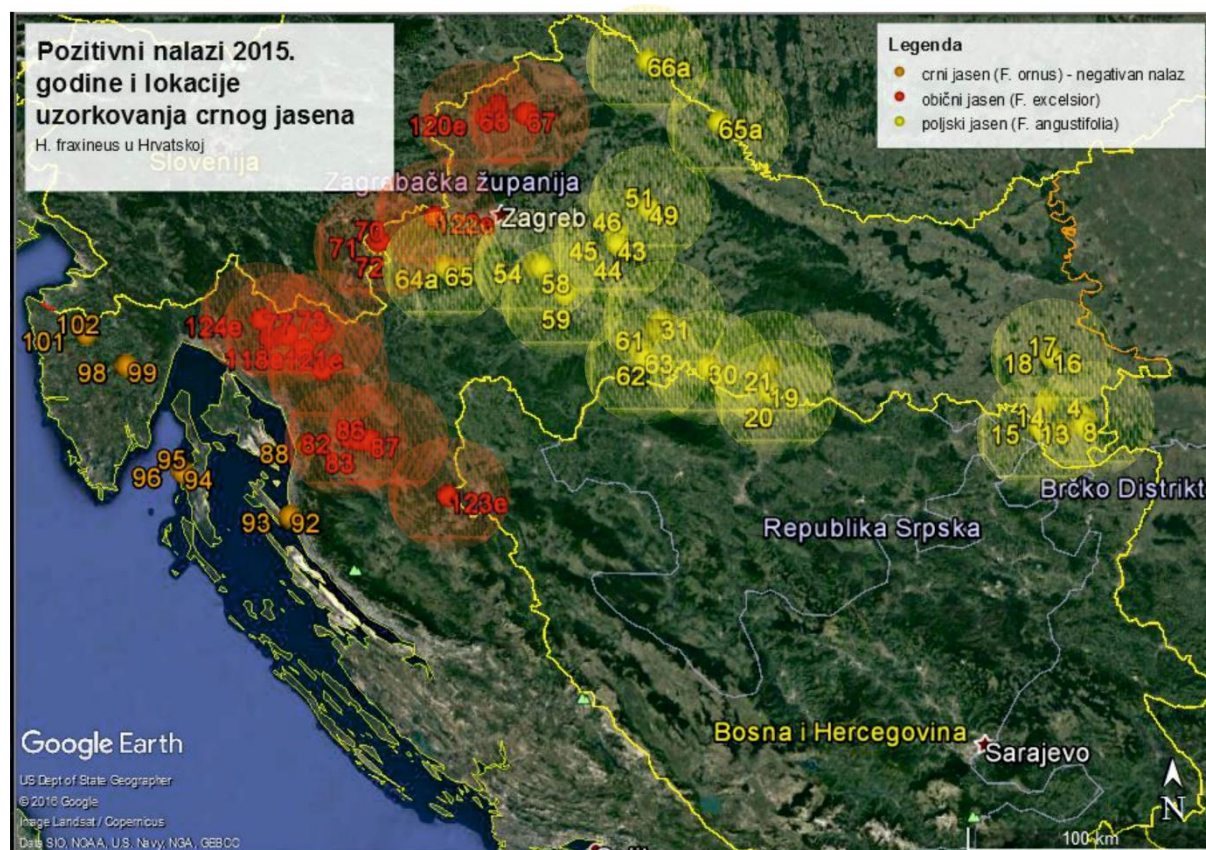 Pozitivni nalazi 2015.
godine i lokacije
uzorkovanja crnog jasena
H. fraxineus u Hrvatskoj
Legenda
crni jasen (F. ornus) - negativan nalaz
obični jasen (F. excelsior)
poljski jasen (F. angustifolia)
66a
65a
120e 68 67
Slovenija
Zagrebačka županija
122e Zagreb
51 49
46
45 43
44
70
71
72
64a 65
54 58
59
124e 77 73
118e 121e
102
101
98 99
61 31
62 63 30
21
19
20
17
18 16
14 4
15 13 8
86
82 87
83
88
95
96 94
93 92
123e
Brčko Distrikt
Republika Srpska
Bosna i Hercegovina
Sarajevo
Google Earth
US Dept of State Geographer
© 2016 Google
Image Landsat / Copernicus
Data SIO, NOAA, U.S. Navy, NGA, GEBCO
N
100 km